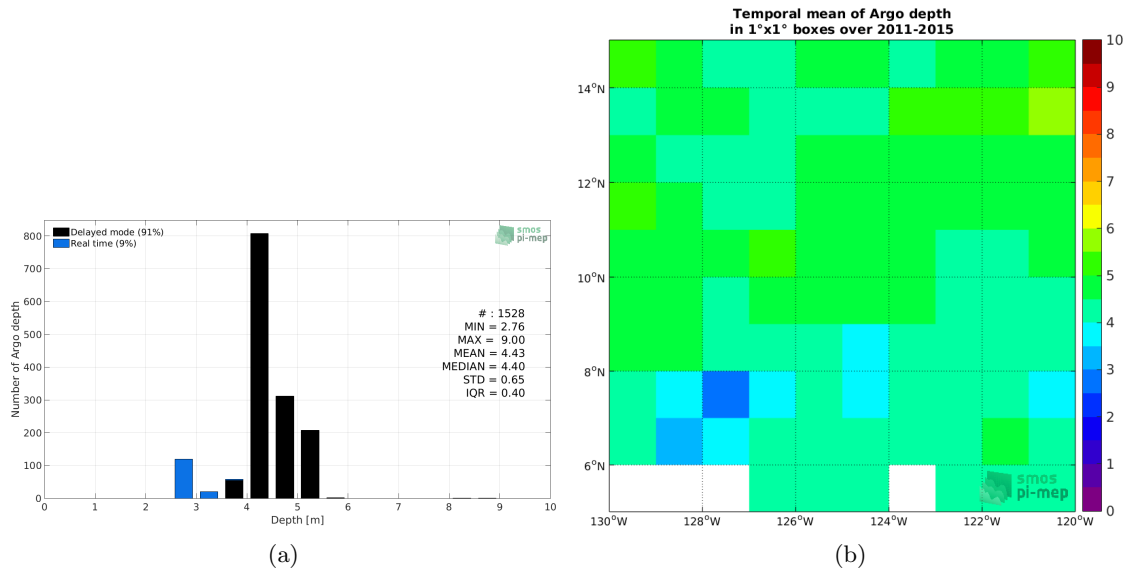 Delayed mode (91%)
Real time (9%)
smos
pi-mep
# : 1528
MIN = 2.76
MAX = 9.00
MEAN = 4.43
MEDIAN = 4.40
STD = 0.65
IQR = 0.40
Number of Argo depth
800
700
600
500
400
300
200
100
0
0 1 2 3 4 5 6 7 8 9 10
Depth [m]
(a)
Temporal mean of Argo depth
in 1°x1° boxes over 2011-2015
14°N
12°N
10°N
8°N
6°N
130°W 128°W 126°W 124°W 122°W 120°W
smos
pi-mep
10
9
8
7
6
5
4
3
2
1
0
(b)